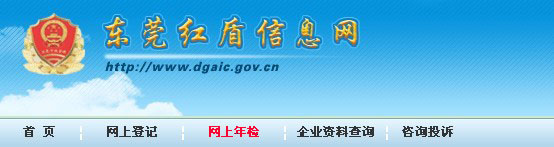 东莞红盾信息网
http://www.dgaic.gov.cn
首 页 网上登记 网上年检 企业资料查询 咨询投诉